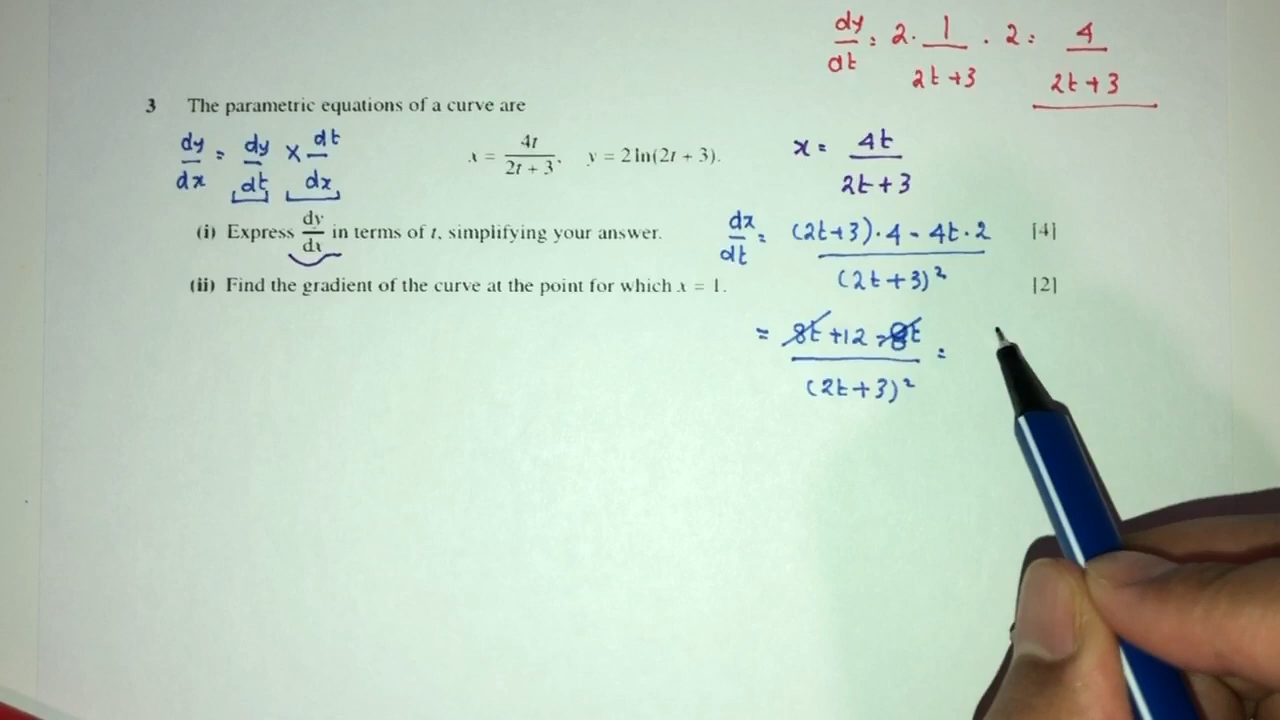 dy/dt = 2 · 1/(2t+3) · 2 = 4/(2t+3)
3 The parametric equations of a curve are
dy/dx = dy/dt × dt/dx
x = 4t/(2t + 3), y = 2 ln(2t + 3).
x = 4t/(2t+3)
(i) Express dy/dx in terms of t, simplifying your answer. [4]
dx/dt = ((2t+3)·4 - 4t·2)/(2t+3)²
(ii) Find the gradient of the curve at the point for which x = 1. [2]
= (8t +12 - 8t)/(2t+3)² =